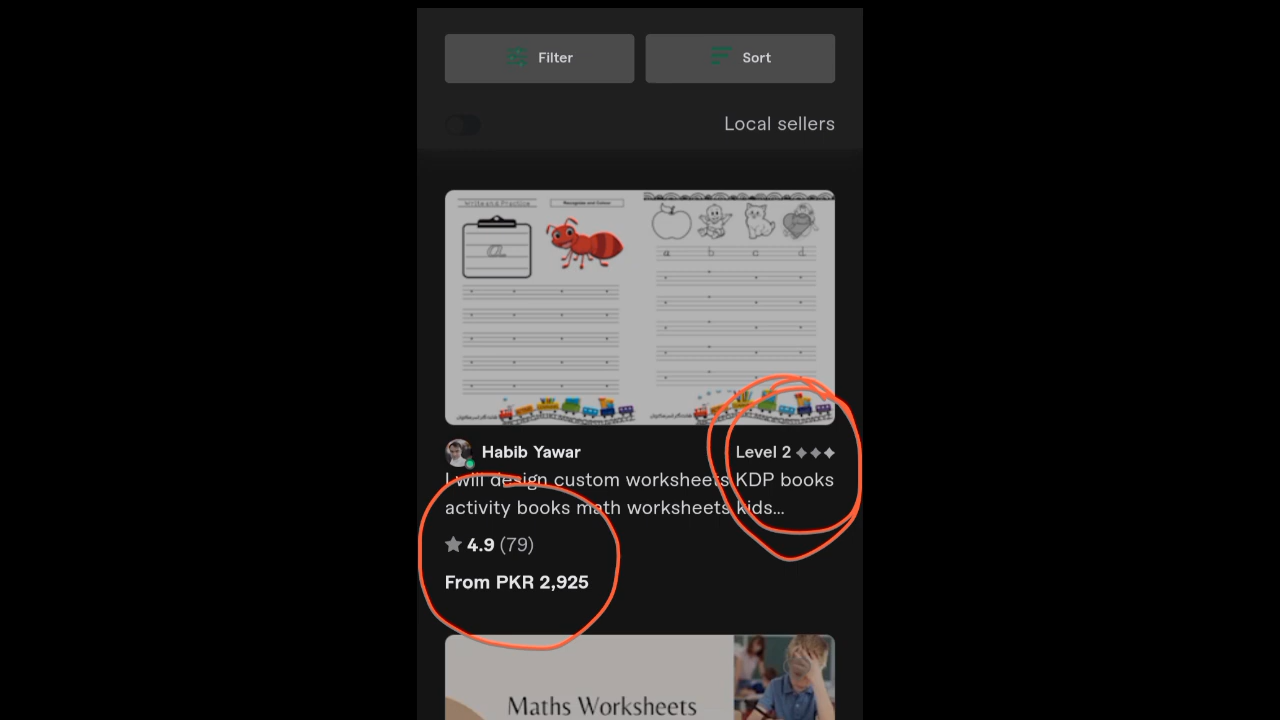 Filter
Sort
Local sellers
Write and Practice
Recognize and Colour
a
a b c d
Habib Yawar
Level 2
I will design custom worksheets KDP books
activity books math worksheets kids...
4.9 (79)
From PKR 2,925
Maths Worksheets